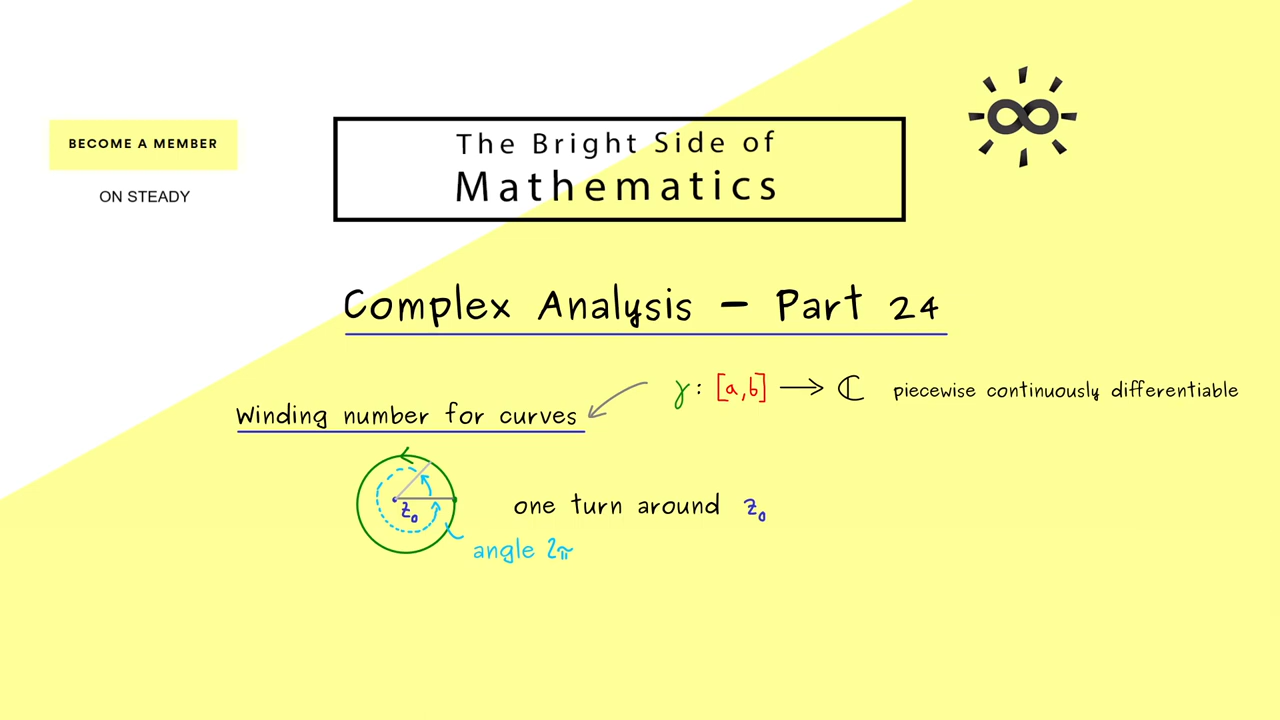 BECOME A MEMBER
ON STEADY
The Bright Side of
Mathematics
Complex Analysis – Part 24
γ: [a,b] ⟶ ℂ piecewise continuously differentiable
Winding number for curves
z₀
one turn around z₀
angle 2π